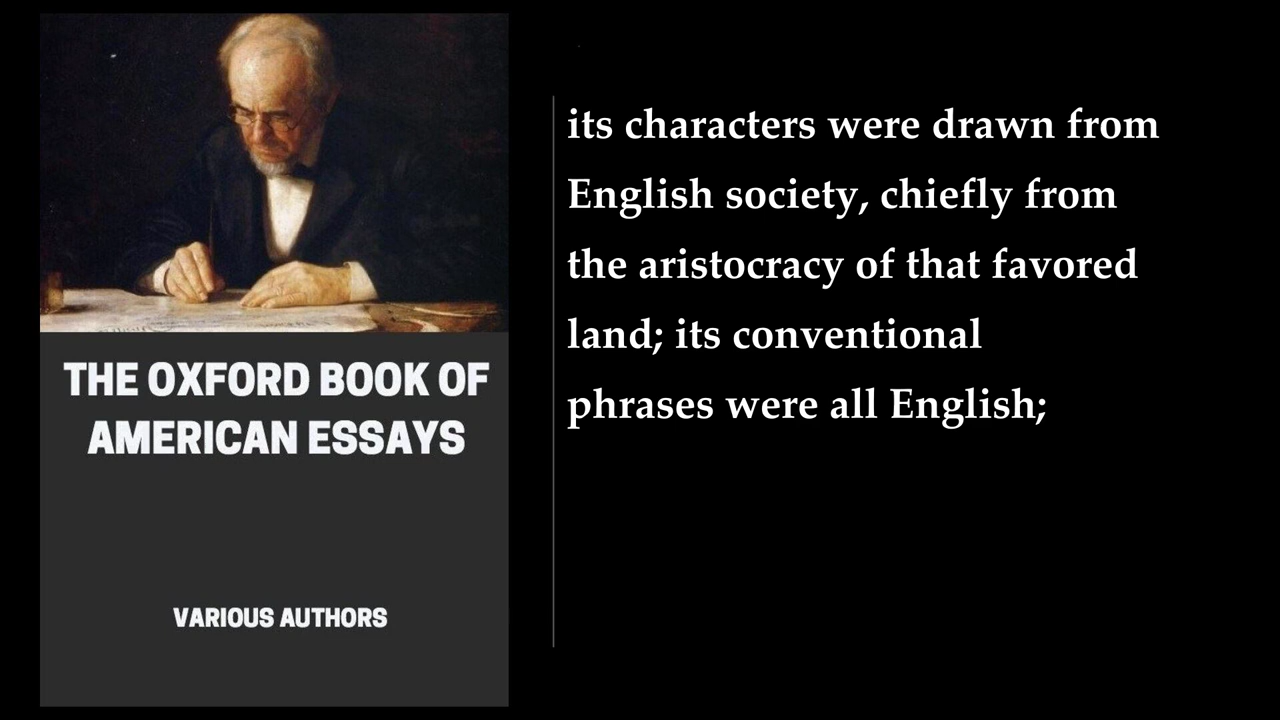 THE OXFORD BOOK OF
AMERICAN ESSAYS
VARIOUS AUTHORS
its characters were drawn from
English society, chiefly from
the aristocracy of that favored
land; its conventional
phrases were all English;